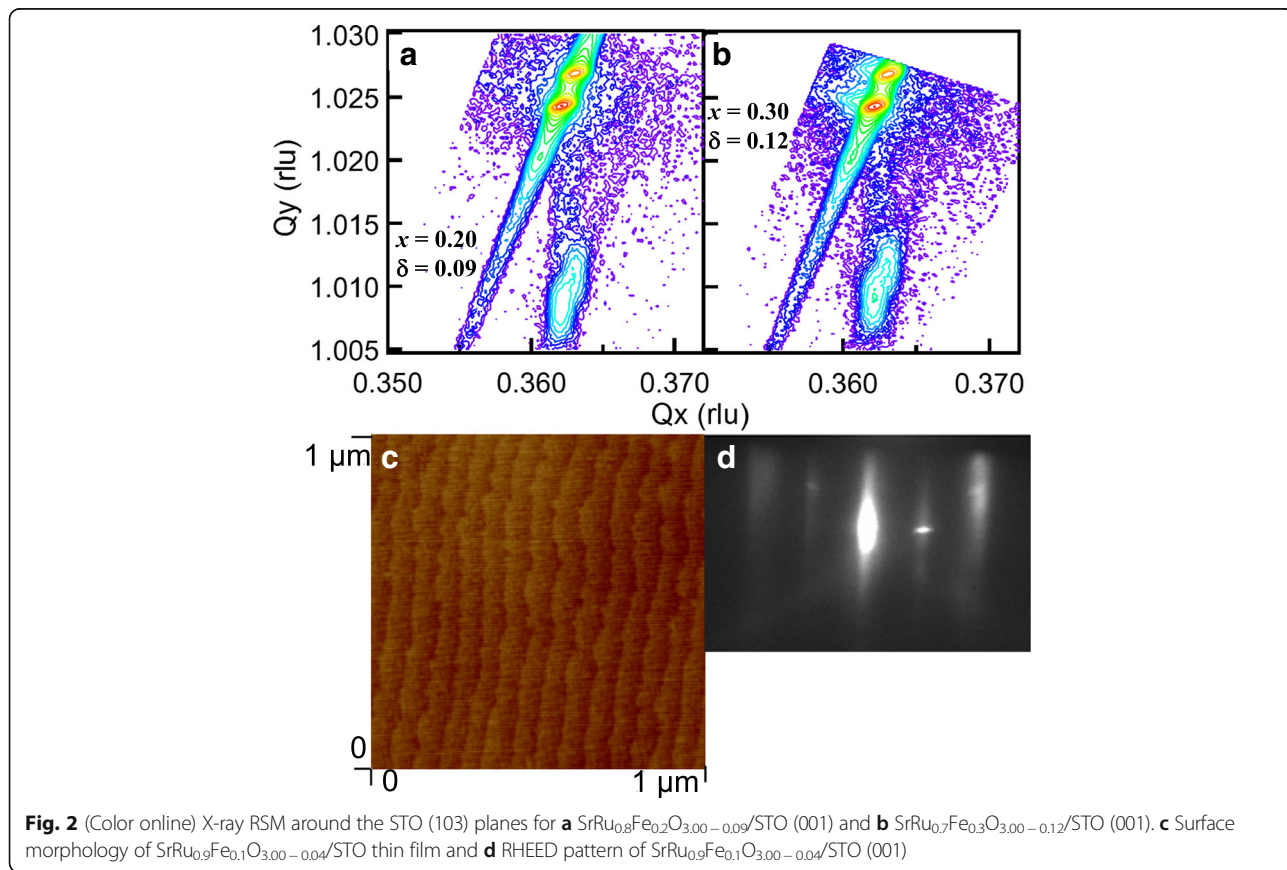 1.030
1.025
1.020
1.015
1.010
1.005
Qy (rlu)
a
x = 0.20
δ = 0.09
b
x = 0.30
δ = 0.12
0.350 0.360 0.370 0.360 0.370
Qx (rlu)
1 µm
c
d
0
0 1 µm
Fig. 2 (Color online) X-ray RSM around the STO (103) planes for a SrRu0.8Fe0.2O3.00 – 0.09/STO (001) and b SrRu0.7Fe0.3O3.00 – 0.12/STO (001). c Surface
morphology of SrRu0.9Fe0.1O3.00 – 0.04/STO thin film and d RHEED pattern of SrRu0.9Fe0.1O3.00 – 0.04/STO (001)